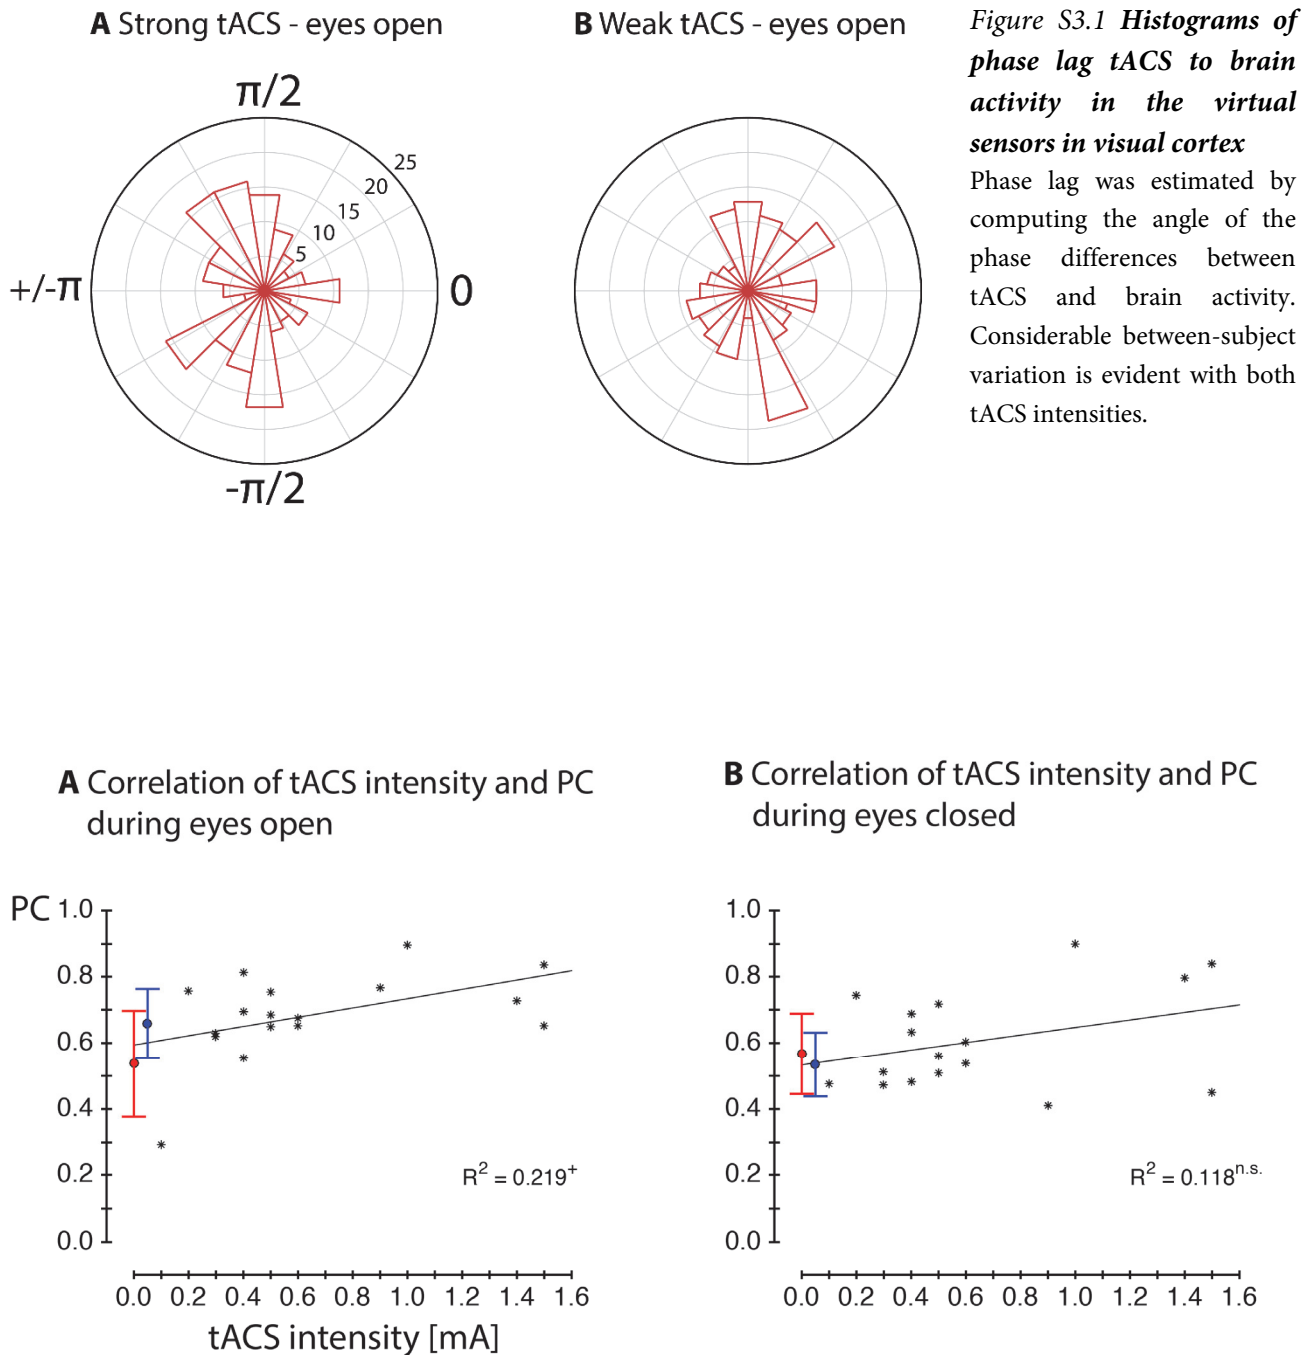 A Strong tACS - eyes open
B Weak tACS - eyes open
Figure S3.1 Histograms of
phase lag tACS to brain
activity in the virtual
sensors in visual cortex
Phase lag was estimated by
computing the angle of the
phase differences between
tACS and brain activity.
Considerable between-subject
variation is evident with both
tACS intensities.
π/2
25
20
15
10
5
+/-π
0
-π/2
A Correlation of tACS intensity and PC
during eyes open
B Correlation of tACS intensity and PC
during eyes closed
PC 1.0
0.8
0.6
0.4
0.2
0.0
R² = 0.219⁺
0.0 0.2 0.4 0.6 0.8 1.0 1.2 1.4 1.6
tACS intensity [mA]
1.0
0.8
0.6
0.4
0.2
0.0
R² = 0.118ⁿ·ˢ·
0.0 0.2 0.4 0.6 0.8 1.0 1.2 1.4 1.6